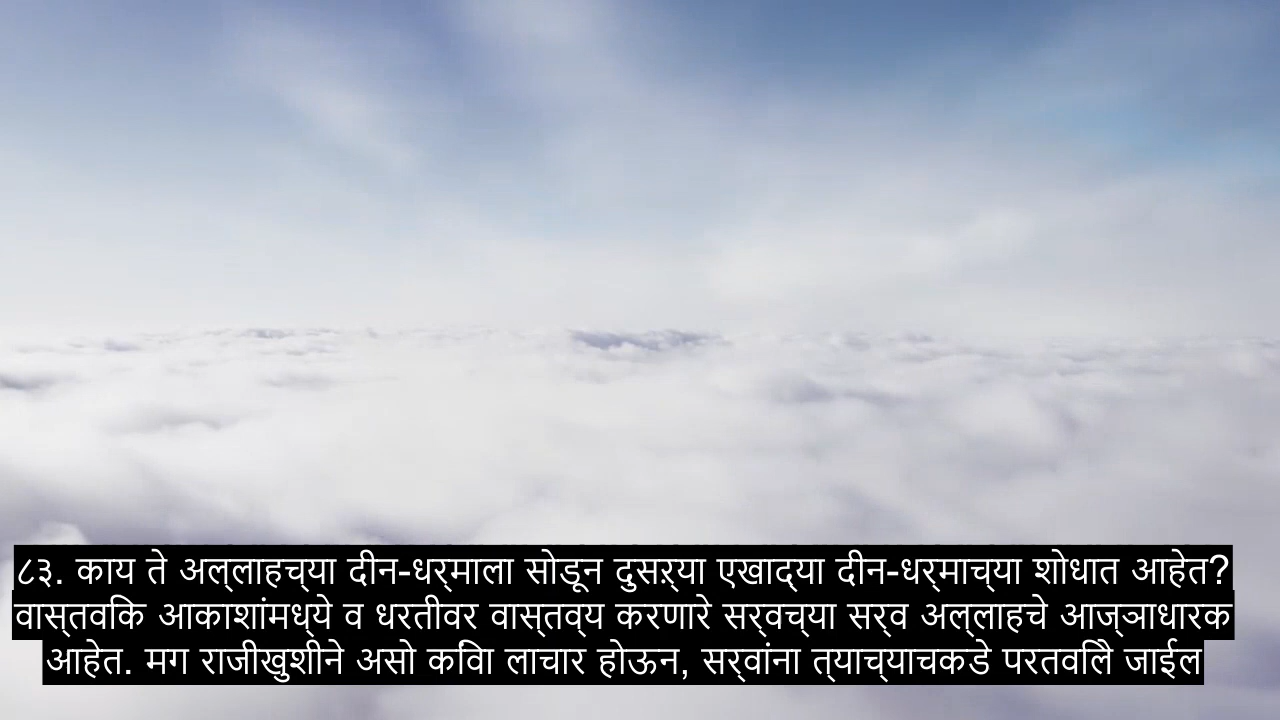 ८३. काय ते अल्लाहच्या दीन-धर्माला सोडून दुसऱ्या एखाद्या दीन-धर्माच्या शोधात आहेत?
वास्तविक आकाशांमध्ये व धरतीवर वास्तव्य करणारे सर्वच्या सर्व अल्लाहचे आज्ञाधारक
आहेत. मग राजीखुशीने असो किंवा लाचार होऊन, सर्वांना त्याच्याचकडे परतविले जाईल